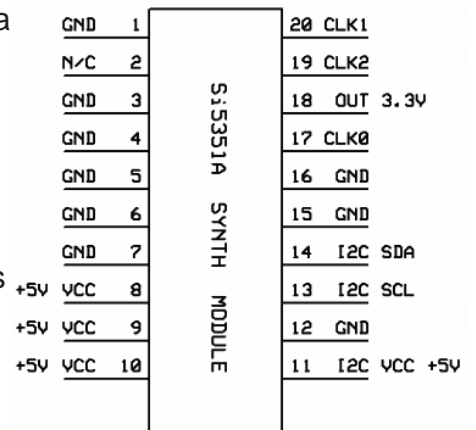 a
GND 1 20 CLK1
N/C 2 19 CLK2
GND 3 18 OUT 3.3V
GND 4 17 CLK0
GND 5 16 GND
GND 6 15 GND
GND 7 14 I2C SDA
s
+5V VCC 8 13 I2C SCL
+5V VCC 9 12 GND
+5V VCC 10 11 I2C VCC +5V
Si5351A SYNTH MODULE